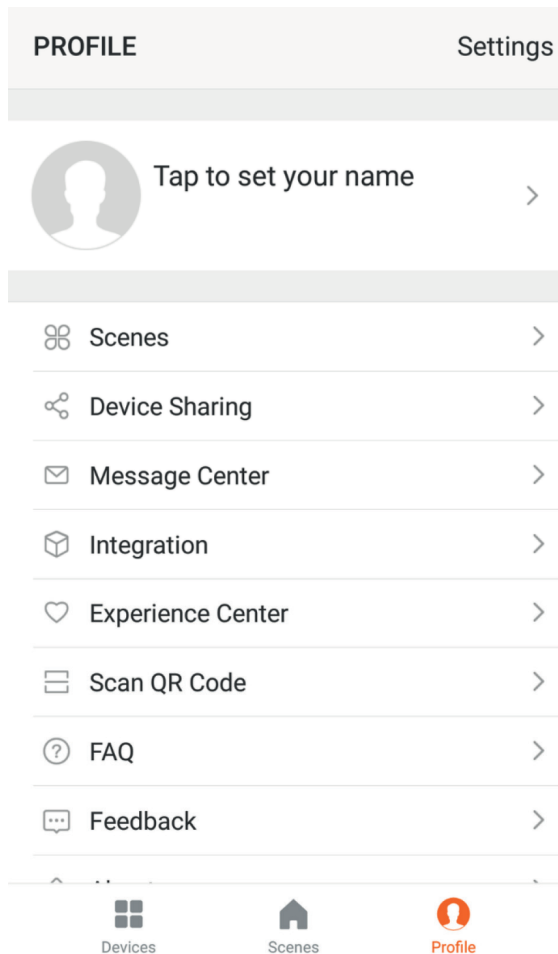 PROFILE Settings
Tap to set your name
Scenes
Device Sharing
Message Center
Integration
Experience Center
Scan QR Code
FAQ
Feedback
Devices Scenes Profile